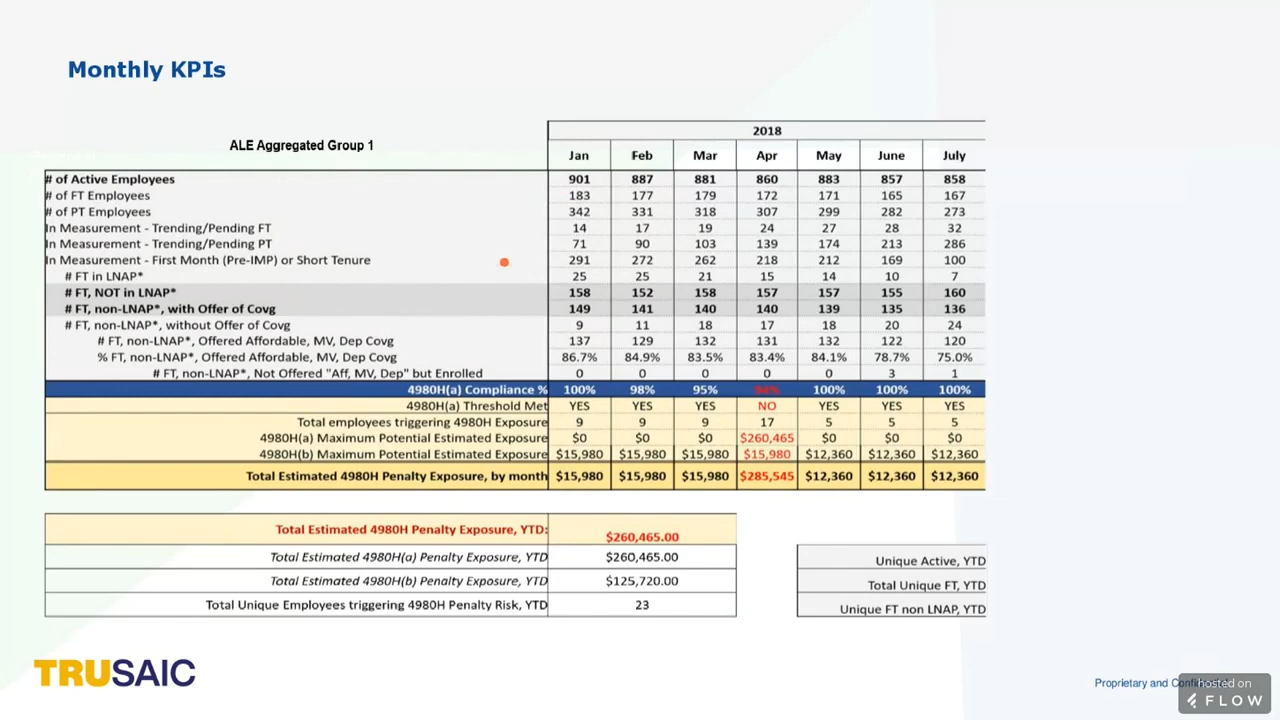 Monthly KPIs
ALE Aggregated Group 1
2018
Jan Feb Mar Apr May June July
# of Active Employees 901 887 881 860 883 857 858
# of FT Employees 183 177 179 172 171 165 167
# of PT Employees 342 331 318 307 299 282 273
In Measurement - Trending/Pending FT 14 17 19 24 27 28 32
In Measurement - Trending/Pending PT 71 90 103 139 174 213 286
In Measurement - First Month (Pre-IMP) or Short Tenure 291 272 262 218 212 169 100
# FT in LNAP* 25 25 21 15 14 10 7
# FT, NOT in LNAP* 158 152 158 157 157 155 160
# FT, non-LNAP*, with Offer of Covg 149 141 140 140 139 135 136
# FT, non-LNAP*, without Offer of Covg 9 11 18 17 18 20 24
# FT, non-LNAP*, Offered Affordable, MV, Dep Covg 137 129 132 131 132 122 120
% FT, non-LNAP*, Offered Affordable, MV, Dep Covg 86.7% 84.9% 83.5% 83.4% 84.1% 78.7% 75.0%
# FT, non-LNAP*, Not Offered "Aff, MV, Dep" but Enrolled 0 0 0 0 0 3 1
4980H(a) Compliance % 100% 98% 95% 100% 100% 100%
4980H(a) Threshold Met YES YES YES NO YES YES YES
Total employees triggering 4980H Exposure 9 9 9 17 5 5 5
4980H(a) Maximum Potential Estimated Exposure $0 $0 $0 $260,465 $0 $0 $0
4980H(b) Maximum Potential Estimated Exposure $15,980 $15,980 $15,980 $15,980 $12,360 $12,360 $12,360
Total Estimated 4980H Penalty Exposure, by month $15,980 $15,980 $15,980 $285,545 $12,360 $12,360 $12,360
Total Estimated 4980H Penalty Exposure, YTD: $260,465.00
Total Estimated 4980H(a) Penalty Exposure, YTD $260,465.00
Total Estimated 4980H(b) Penalty Exposure, YTD $125,720.00
Total Unique Employees triggering 4980H Penalty Risk, YTD 23
Unique Active, YTD
Total Unique FT, YTD
Unique FT non LNAP, YTD
TRUSAIC
Proprietary and
hosted on
FLOW